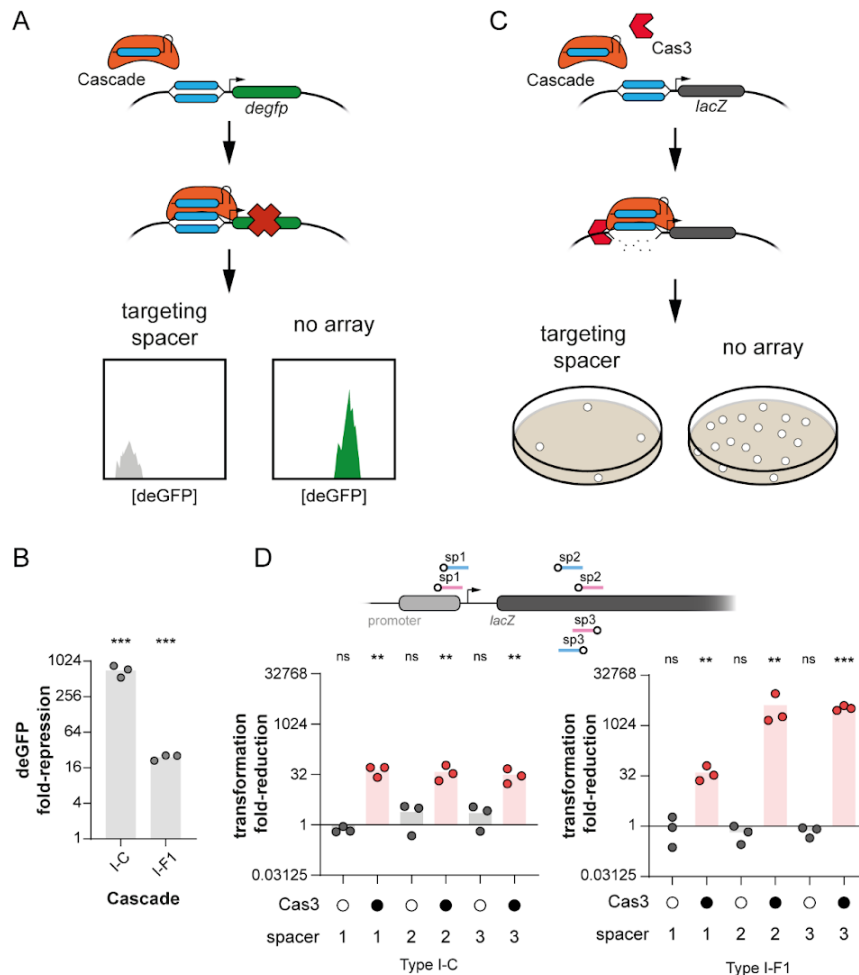 A
Cascade
degfp
targeting
spacer
no array
[deGFP]
[deGFP]
B
*** ***
deGFP
fold-repression
1024
256
64
16
4
1
I-C
I-F1
Cascade
C
Cas3
Cascade
lacZ
targeting
spacer
no array
D
sp1
sp2
sp1
sp2
promoter
lacZ
sp3
sp3
ns ** ns ** ns **
transformation
fold-reduction
32768
1024
32
1
0.03125
Cas3
spacer 1 1 2 2 3 3
Type I-C
ns ** ns ** ns ***
transformation
fold-reduction
32768
1024
32
1
0.03125
Cas3
spacer 1 1 2 2 3 3
Type I-F1